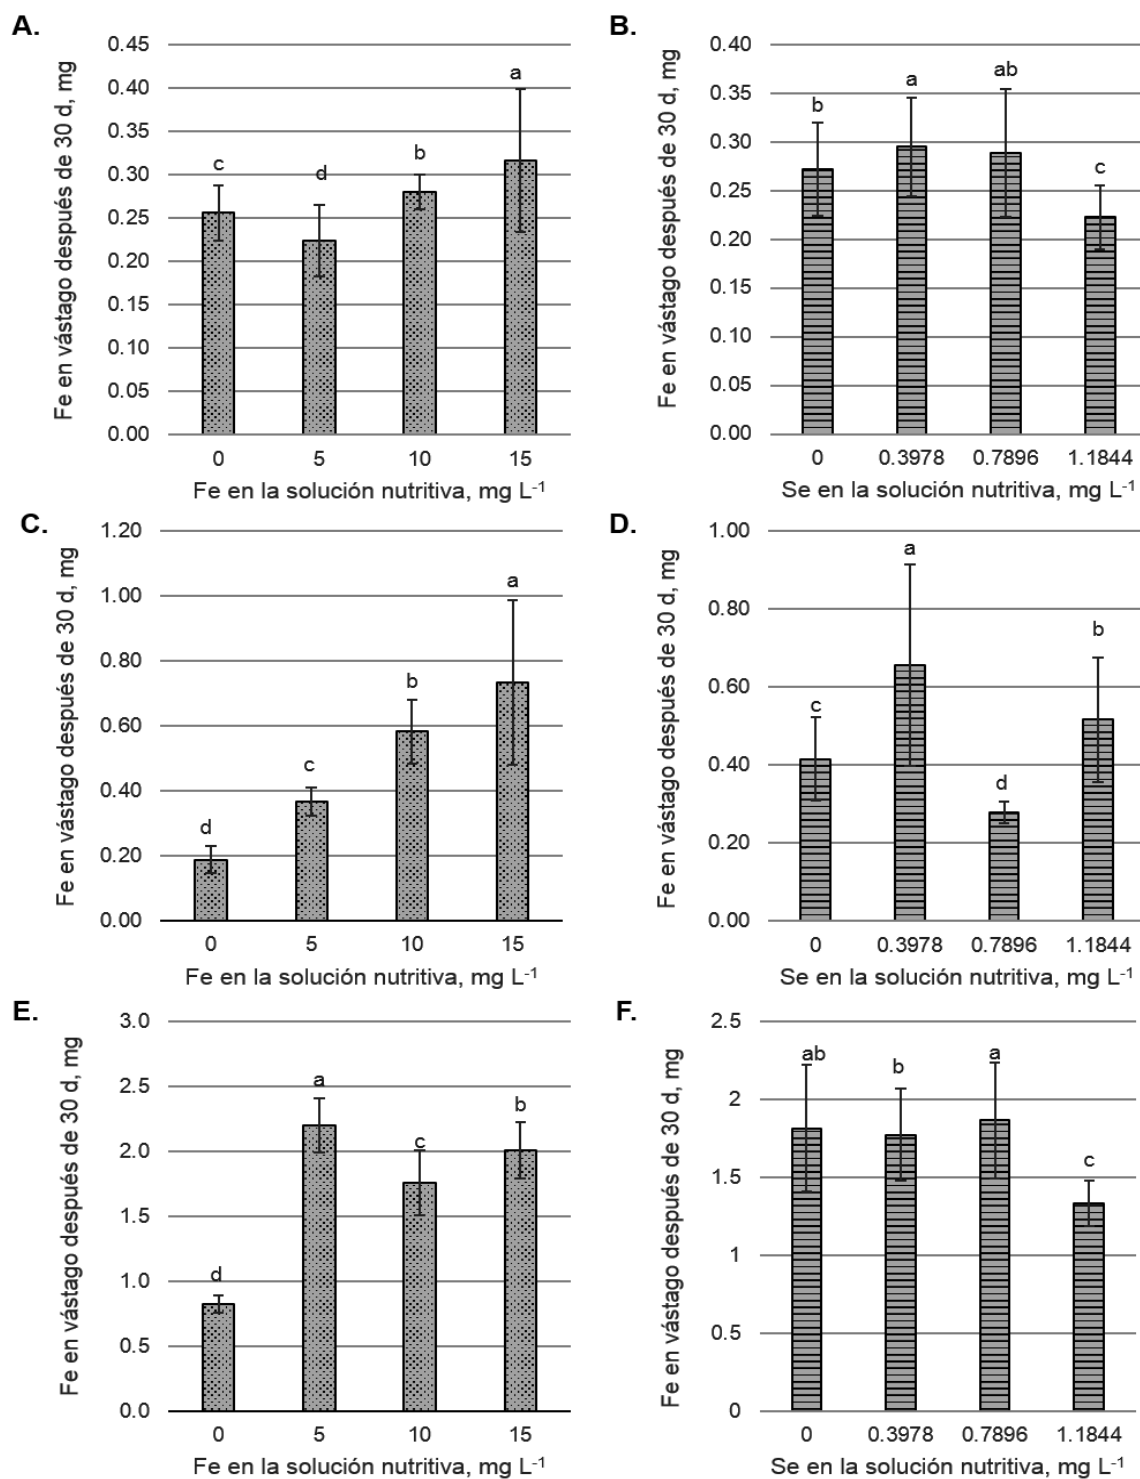 A.
Fe en vástago después de 30 d, mg
0.45
0.40
0.35
0.30
0.25
0.20
0.15
0.10
0.05
0.00
c
d
b
a
0 5 10 15
Fe en la solución nutritiva, mg L-1
B.
Fe en vástago después de 30 d, mg
0.40
0.35
0.30
0.25
0.20
0.15
0.10
0.05
0.00
b
a
ab
c
0 0.3978 0.7896 1.1844
Se en la solución nutritiva, mg L-1
C.
Fe en vástago después de 30 d, mg
1.20
1.00
0.80
0.60
0.40
0.20
0.00
d
c
b
a
0 5 10 15
Fe en la solución nutritiva, mg L-1
D.
Fe en vástago después de 30 d, mg
1.00
0.80
0.60
0.40
0.20
0.00
c
a
d
b
0 0.3978 0.7896 1.1844
Se en la solución nutritiva, mg L-1
E.
Fe en vástago después de 30 d, mg
3.0
2.5
2.0
1.5
1.0
0.5
0.0
d
a
c
b
0 5 10 15
Fe en la solución nutritiva, mg L-1
F.
Fe en vástago después de 30 d, mg
2.5
2
1.5
1
0.5
0
ab
b
a
c
0 0.3978 0.7896 1.1844
Se en la solución nutritiva, mg L-1